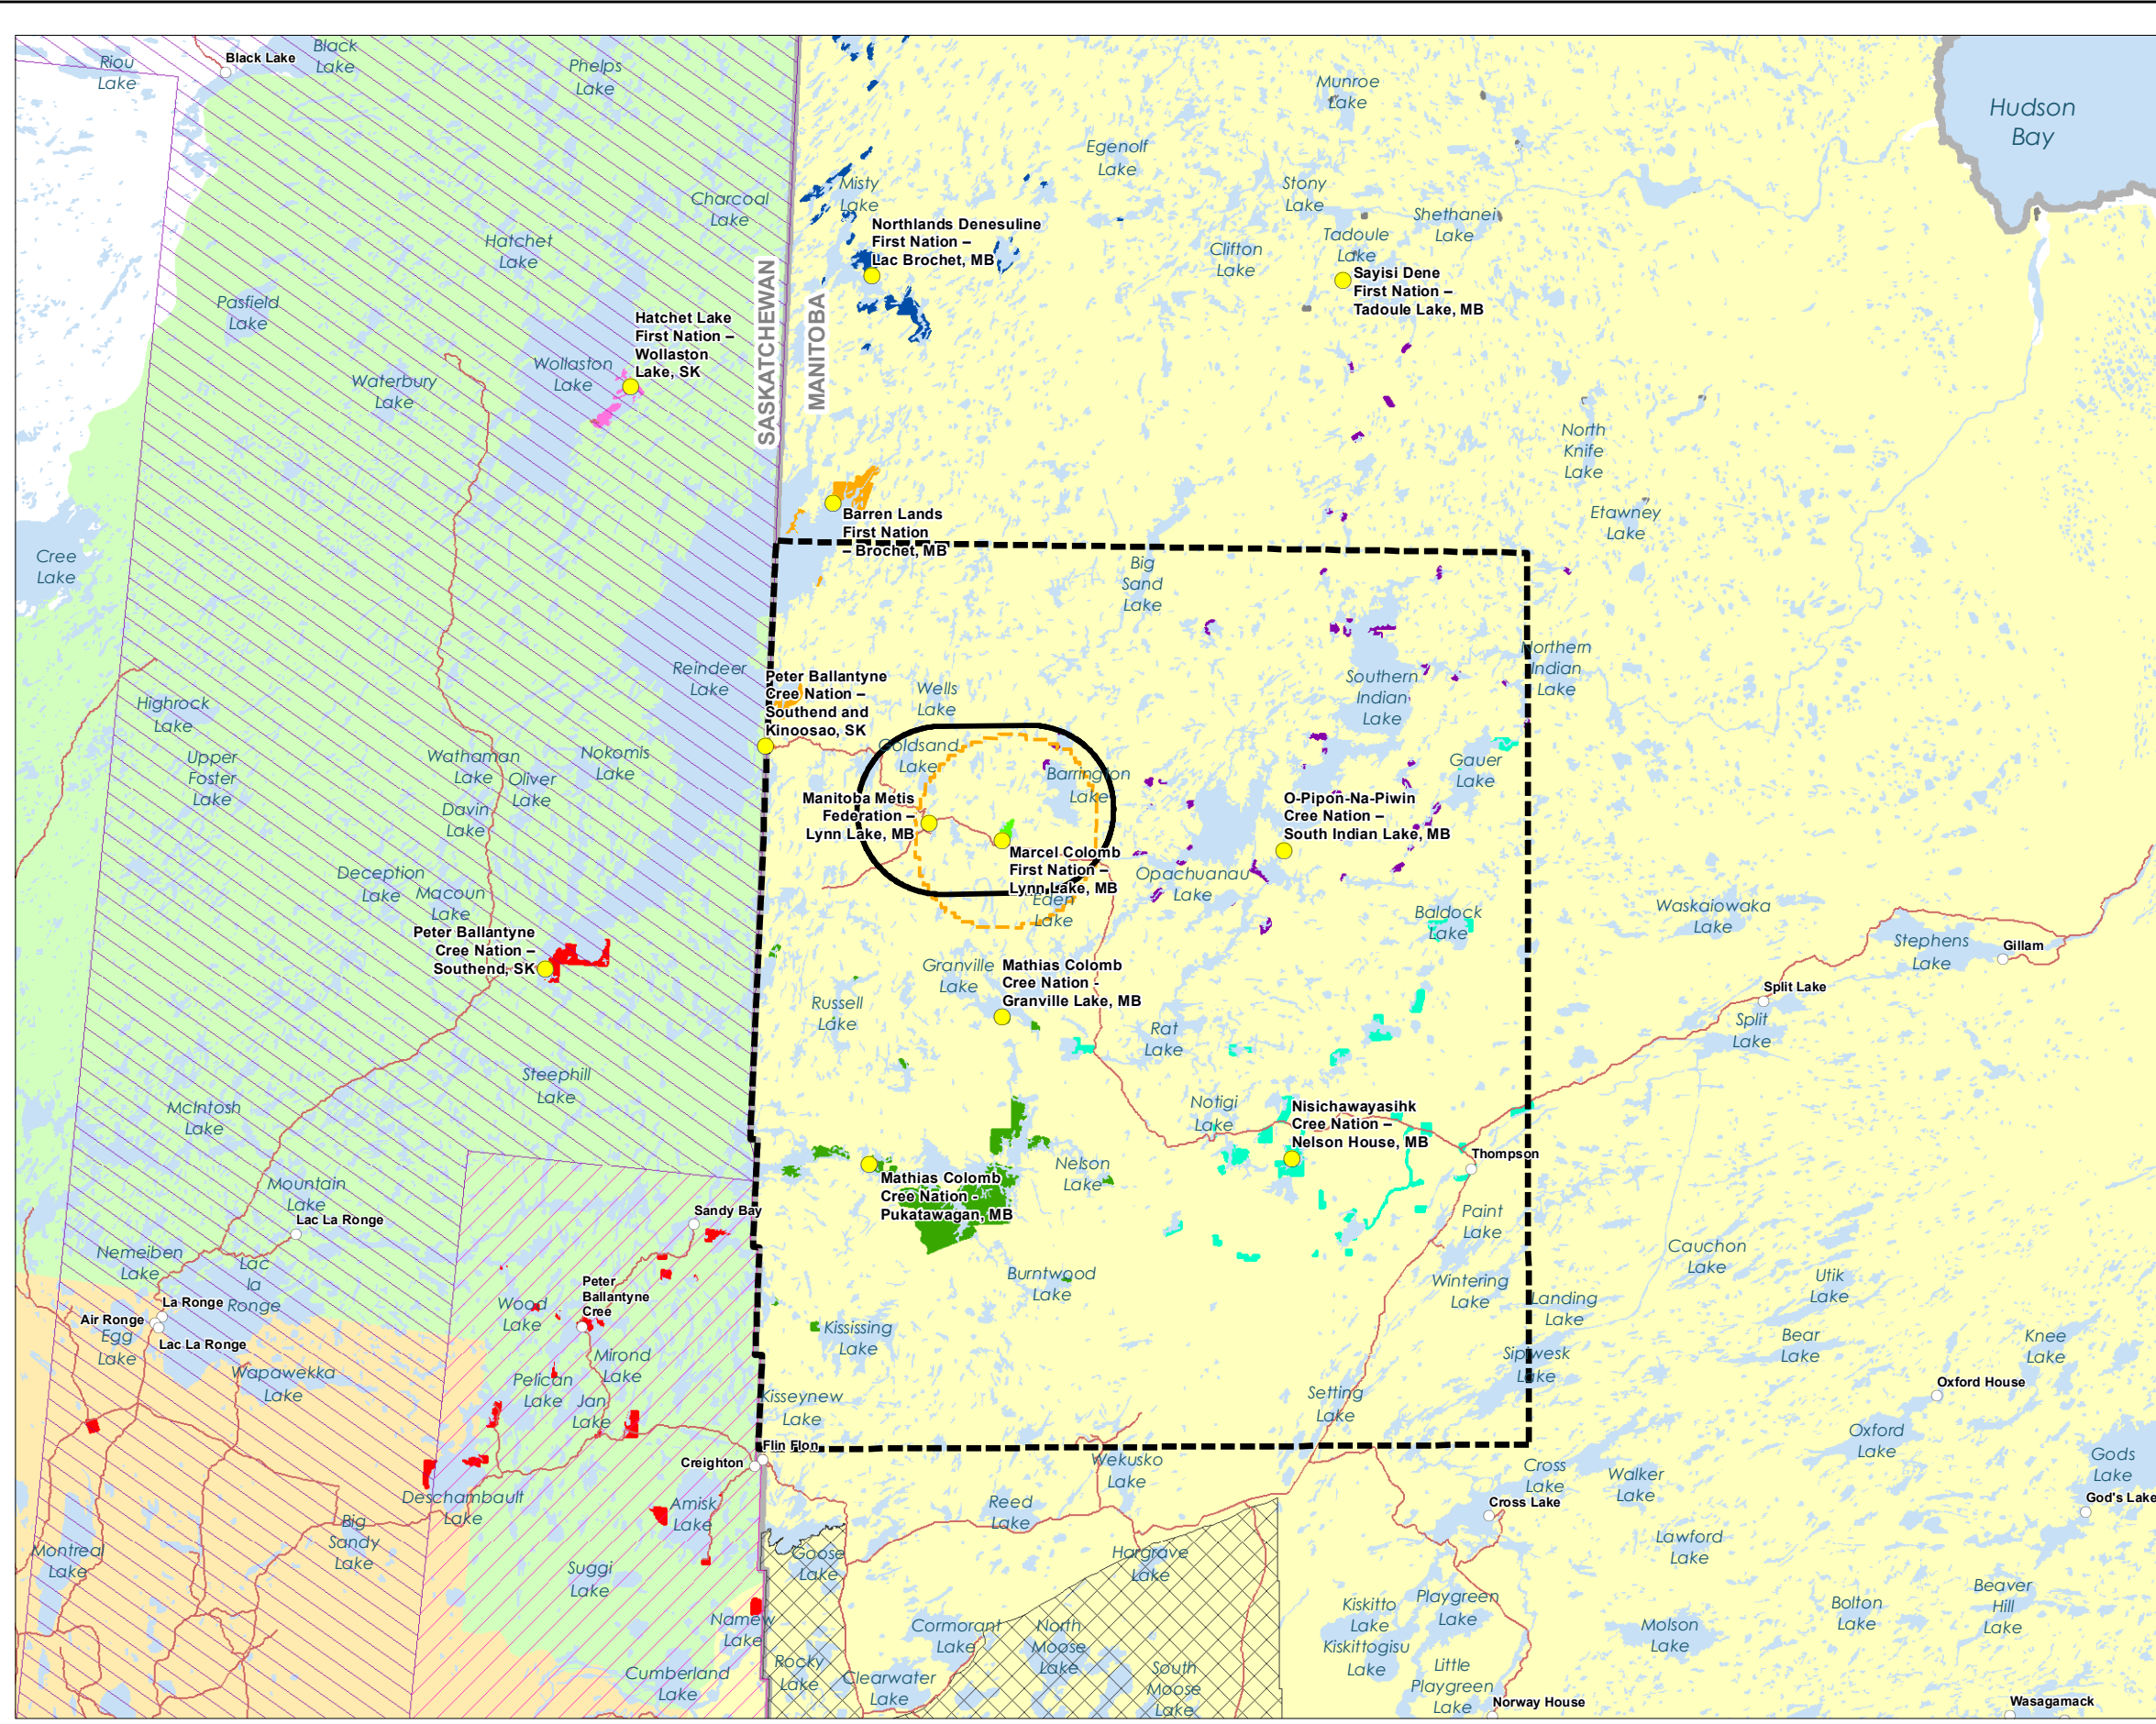 Riou
Lake
Black Lake
Black
Lake
Phelps
Lake
Munroe
Lake
Hudson
Bay
Egenolf
Lake
Misty
Lake
Stony
Lake
Charcoal
Lake
Shethanei
Lake
Northlands Denesuline
First Nation –
Lac Brochet, MB
Hatchet
Lake
Clifton
Lake
Tadoule
Lake
Sayisi Dene
First Nation –
Tadoule Lake, MB
SASKATCHEWAN
MANITOBA
Pasfield
Lake
Hatchet Lake
First Nation –
Wollaston
Lake, SK
Wollaston
Lake
Waterbury
Lake
North
Knife
Lake
Barren Lands
First Nation
– Brochet, MB
Etawney
Lake
Cree
Lake
Big
Sand
Lake
Northern
Indian
Lake
Reindeer
Lake
Peter Ballantyne
Cree Nation –
Southend and
Kinoosao, SK
Wells
Lake
Southern
Indian
Lake
Highrock
Lake
Upper
Foster
Lake
Wathaman
Lake
Oliver
Lake
Nokomis
Lake
Goldsand
Lake
Barrington
Lake
Gauer
Lake
Davin
Lake
Manitoba Metis
Federation –
Lynn Lake, MB
O-Pipon-Na-Piwin
Cree Nation –
South Indian Lake, MB
Marcel Colomb
First Nation –
Lynn Lake, MB
Deception
Lake
Macoun
Lake
Eden
Lake
Opachuanau
Lake
Baldock
Lake
Waskaiowaka
Lake
Peter Ballantyne
Cree Nation –
Southend, SK
Stephens
Lake
Gillam
Granville
Lake
Mathias Colomb
Cree Nation -
Granville Lake, MB
Russell
Lake
Split Lake
Split
Lake
Rat
Lake
Steephill
Lake
McIntosh
Lake
Notigi
Lake
Nisichawayasihk
Cree Nation –
Nelson House, MB
Thompson
Nelson
Lake
Mathias Colomb
Cree Nation -
Pukatawagan, MB
Mountain
Lake
Lac La Ronge
Sandy Bay
Paint
Lake
Nemeiben
Lake
Lac
la
Ronge
Cauchon
Lake
Burntwood
Lake
Wintering
Lake
Utik
Lake
Landing
Lake
Peter
Ballantyne
Cree
Wood
Lake
La Ronge
Air Ronge
Lac La Ronge
Egg
Lake
Kississing
Lake
Bear
Lake
Knee
Lake
Sipiwesk
Lake
Wapawekka
Lake
Mirond
Lake
Pelican
Lake
Jan
Lake
Kisseynew
Lake
Setting
Lake
Oxford House
Oxford
Lake
Flin Flon
Creighton
Wekusko
Lake
Cross
Lake
Walker
Lake
Gods
Lake
Cross Lake
God's Lake
Deschambault
Lake
Amisk
Lake
Reed
Lake
Big
Sandy
Lake
Lawford
Lake
Montreal
Lake
Goose
Lake
Hargrave
Lake
Suggi
Lake
Kiskitto
Lake
Playgreen
Lake
Beaver
Hill
Lake
Bolton
Lake
Namew
Lake
Cormorant
Lake
North
Moose
Lake
Kiskittogisu
Lake
Molson
Lake
Rocky
Lake
Cumberland
Lake
Clearwater
Lake
South
Moose
Lake
Little
Playgreen
Lake
Norway House
Wasagamack